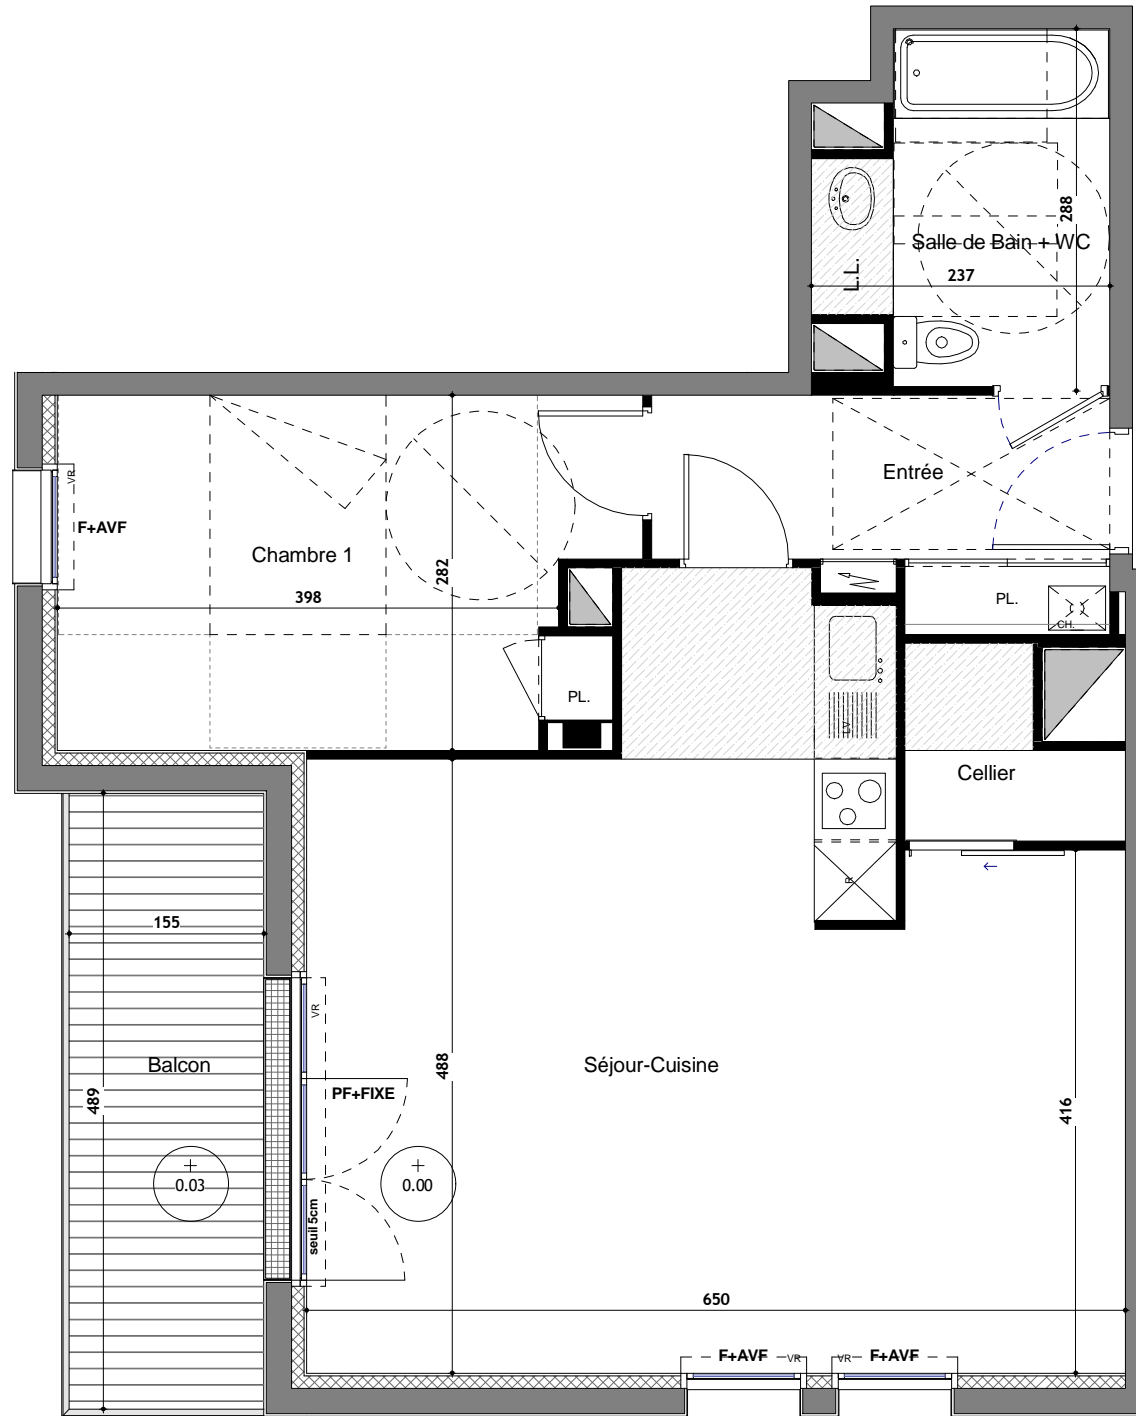 288
Salle de Bain + WC
L.L.
237
Entrée
VR
F+AVF
Chambre 1
282
398
PL.
CH.
PL.
LV
Cellier
R
155
VR
Balcon
489
488
Séjour-Cuisine
PF+FIXE
416
0.03
0.00
seuil 5cm
650
F+AVF
VR
VR
F+AVF